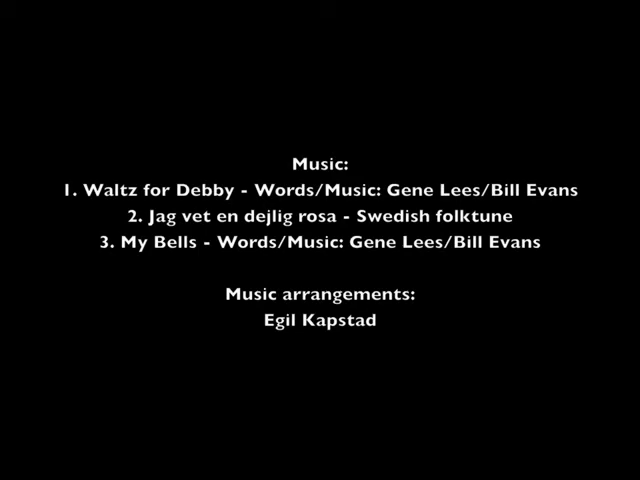 Music:
1. Waltz for Debby - Words/Music: Gene Lees/Bill Evans
2. Jag vet en dejlig rosa - Swedish folktune
3. My Bells - Words/Music: Gene Lees/Bill Evans
Music arrangements:
Egil Kapstad